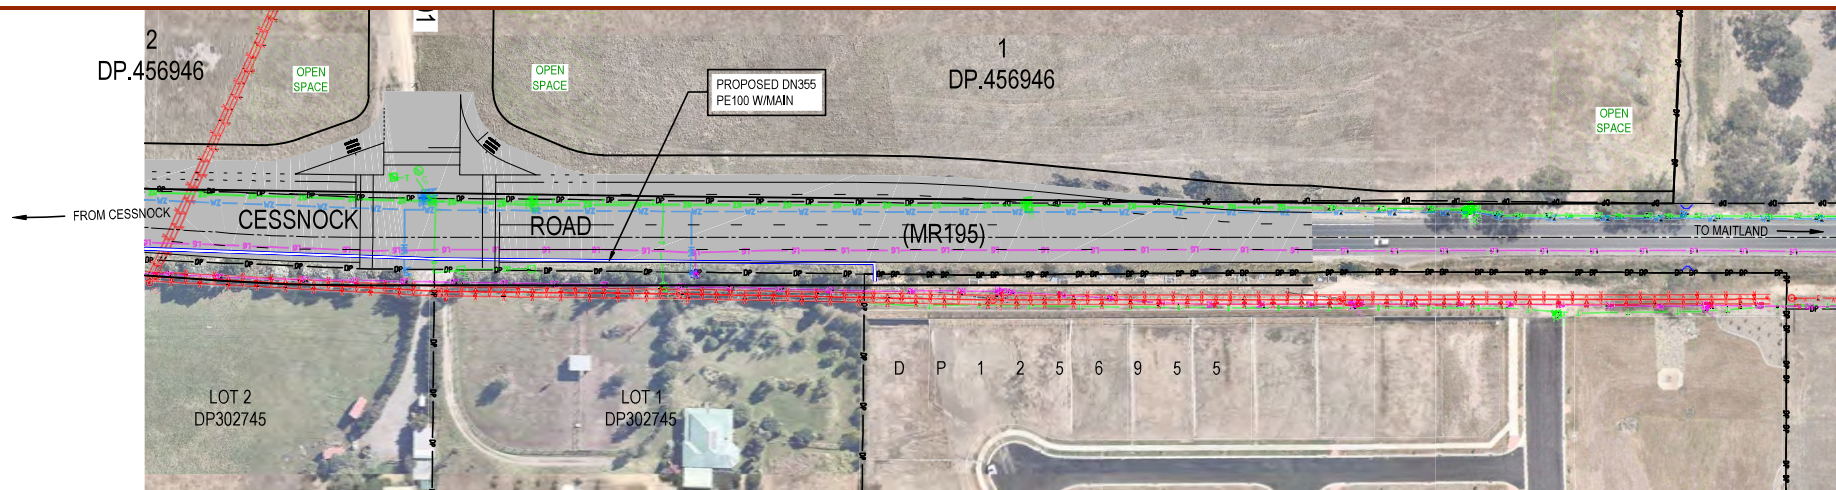 2
DP.456946
OPEN
SPACE
01
OPEN
SPACE
PROPOSED DN355
PE100 W/MAIN
1
DP.456946
OPEN
SPACE
FROM CESSNOCK
CESSNOCK
ROAD
(MR195)
TO MAITLAND
LOT 2
DP302745
LOT 1
DP302745
D P 1 2 5 6 9 5 5